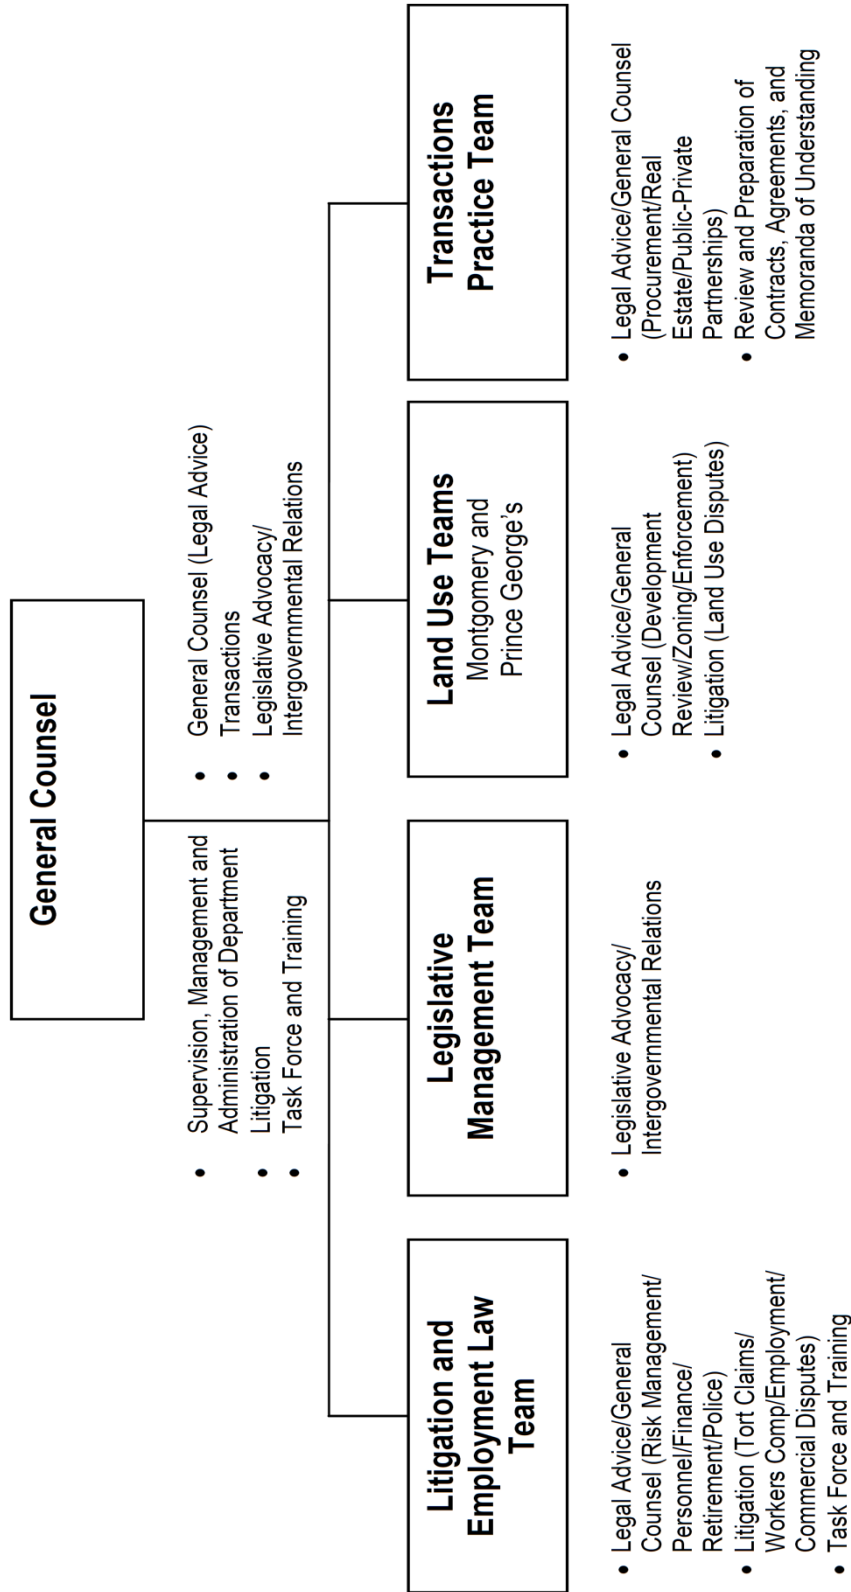 General Counsel
• Supervision, Management and
Administration of Department
• Litigation
• Task Force and Training
• General Counsel (Legal Advice)
• Transactions
• Legislative Advocacy/
Intergovernmental Relations
Litigation and
Employment Law
Team
• Legal Advice/General
Counsel (Risk Management/
Personnel/Finance/
Retirement/Police)
• Litigation (Tort Claims/
Workers Comp/Employment/
Commercial Disputes)
• Task Force and Training
Legislative
Management Team
• Legislative Advocacy/
Intergovernmental Relations
Land Use Teams
Montgomery and
Prince George's
• Legal Advice/General
Counsel (Development
Review/Zoning/Enforcement)
• Litigation (Land Use Disputes)
Transactions
Practice Team
• Legal Advice/General Counsel
(Procurement/Real
Estate/Public-Private
Partnerships)
• Review and Preparation of
Contracts, Agreements, and
Memoranda of Understanding